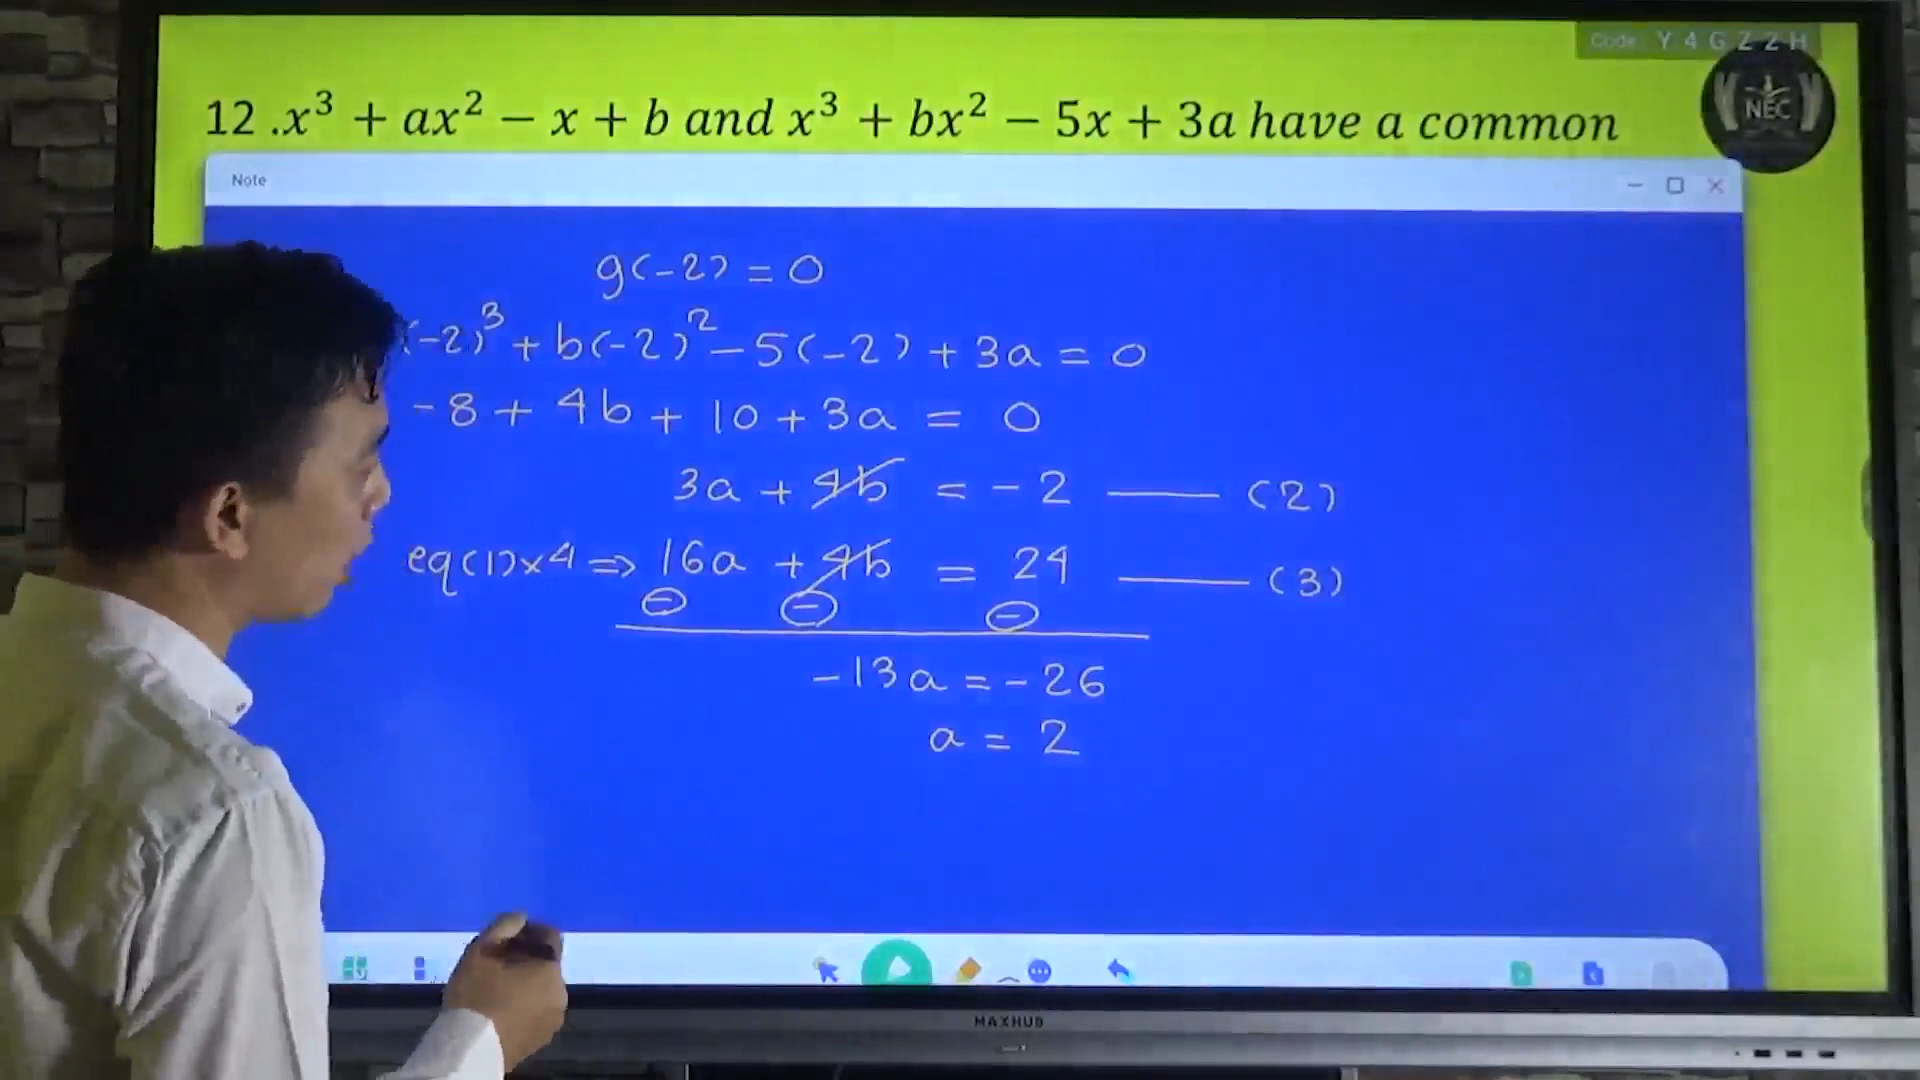 Code: Y4GZ2H
NEC
12 .x³ + ax² − x + b and x³ + bx² − 5x + 3a have a common
Note
g(-2) = 0
(-2)³ + b(-2)² - 5(-2) + 3a = 0
-8 + 4b + 10 + 3a = 0
3a + 4b = -2 —— (2)
eq(1)×4 ⇒ 16a + 4b = 24 —— (3)
⊖ ⊖ ⊖
-13a = -26
a = 2
MAXHUB